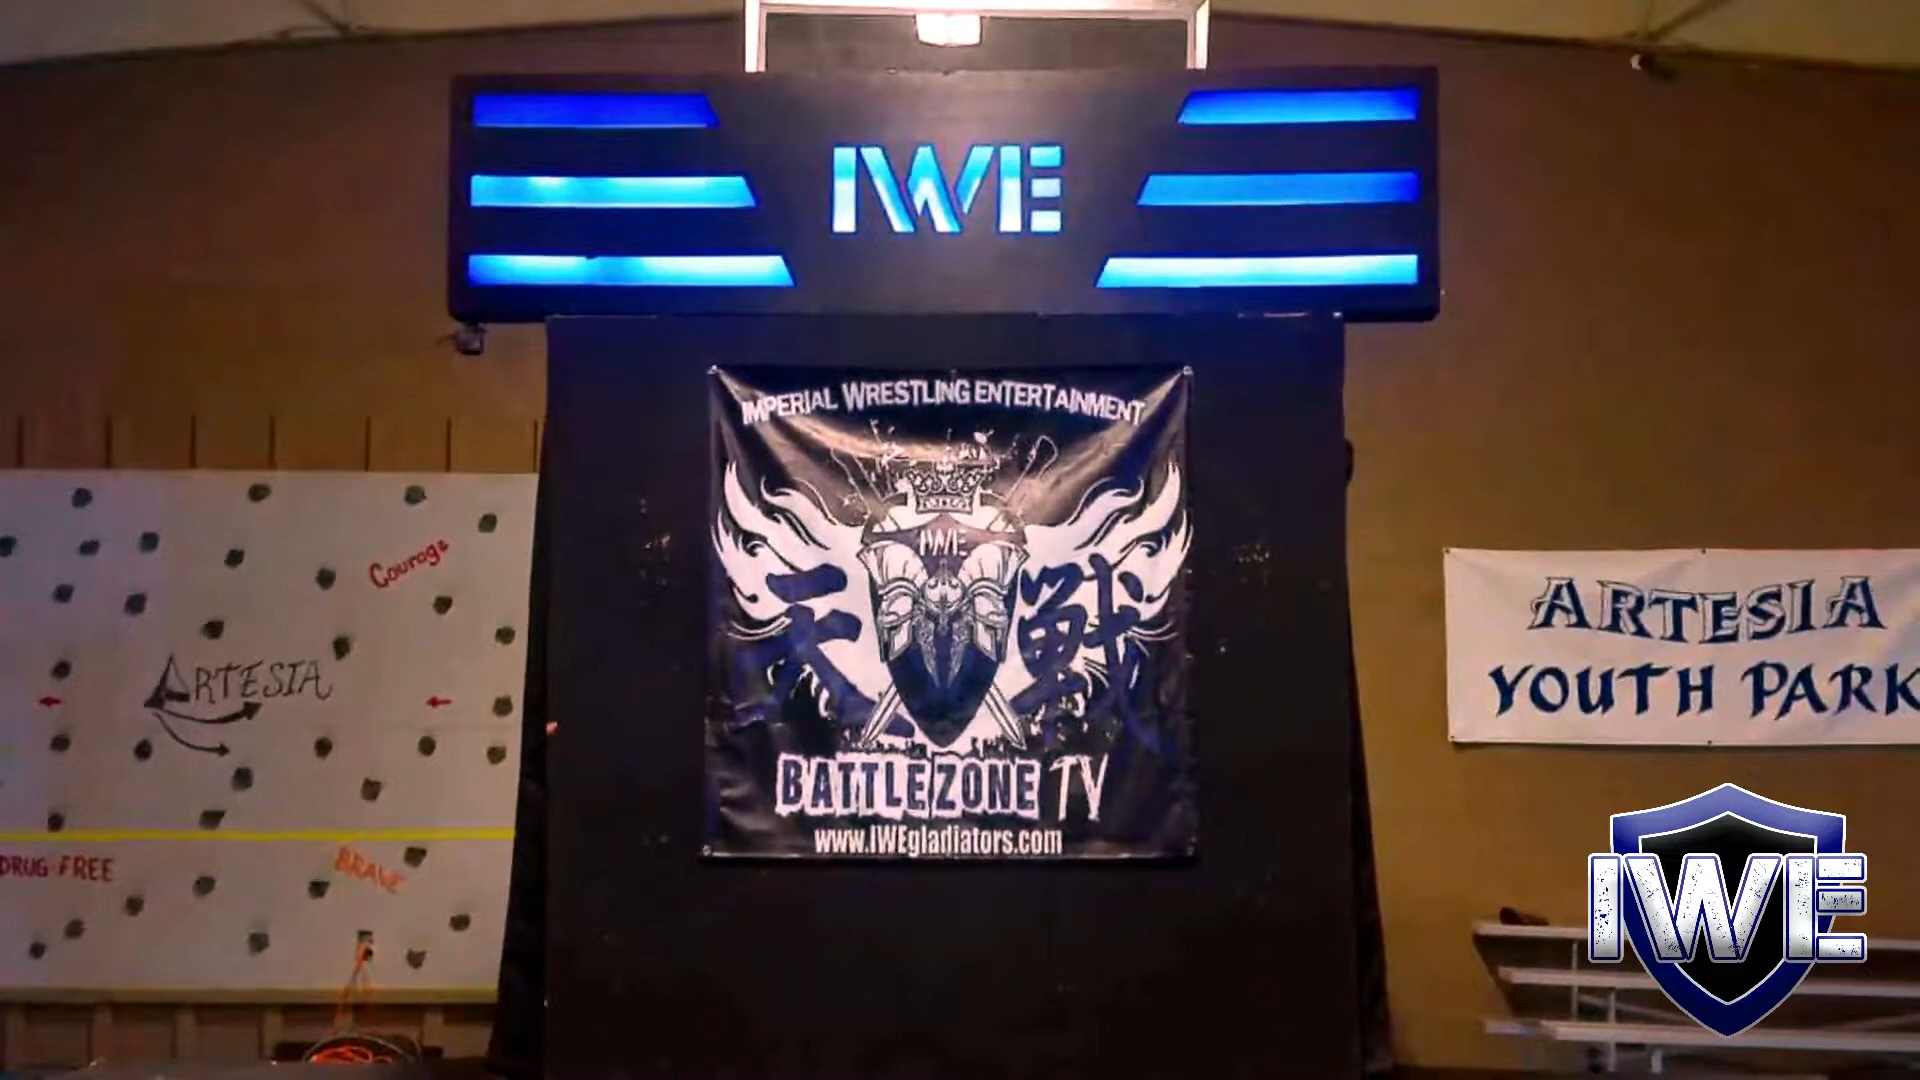 IWE
IMPERIAL WRESTLING ENTERTAINMENT
IWE
天戦
BATTLEZONE TV
www.IWEgladiators.com
Courage
ARTESIA
DRUG FREE
BRAVE
ARTESIA
YOUTH PARK
IWE